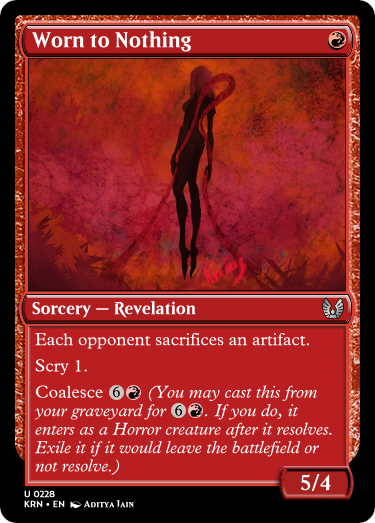 Worn to Nothing
Sorcery — Revelation
Each opponent sacrifices an artifact.
Scry 1.
Coalesce 6 (You may cast this from
your graveyard for 6. If you do, it
enters as a Horror creature after it resolves.
Exile it if it would leave the battlefield or
not resolve.)
5/4
U 0228
KRN • EN Aditya Jain